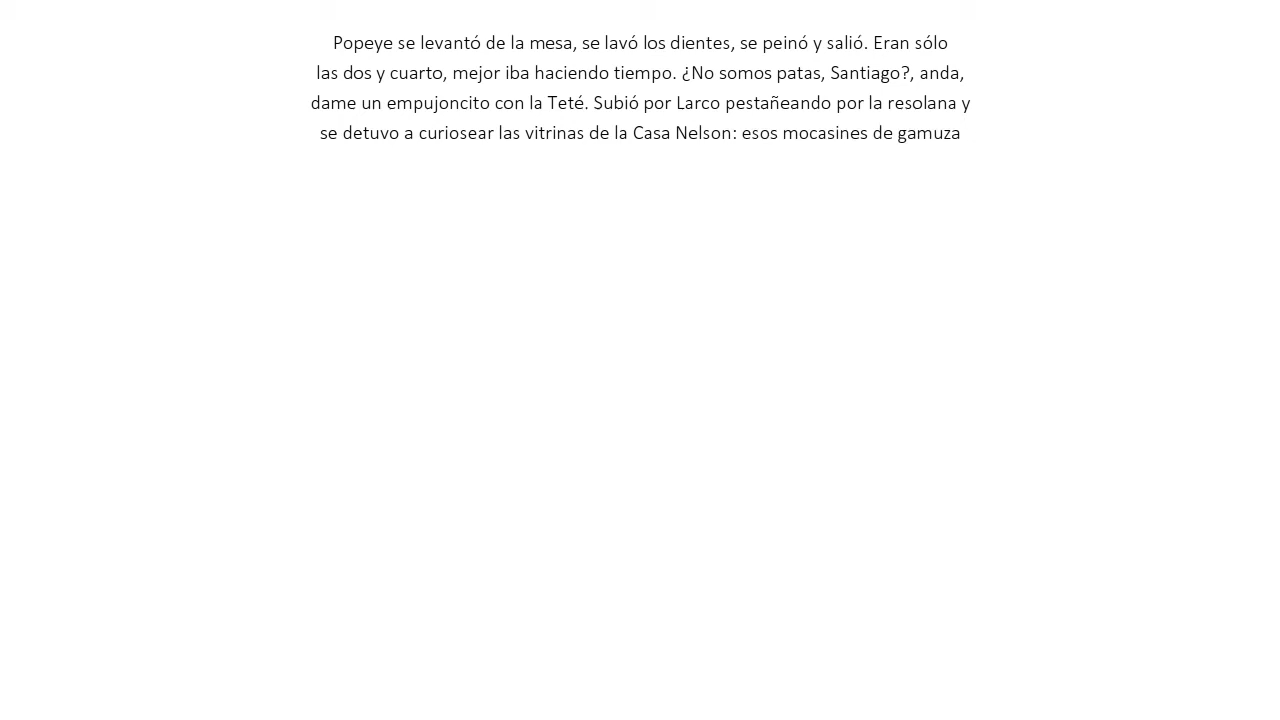 Popeye se levantó de la mesa, se lavó los dientes, se peinó y salió. Eran sólo
las dos y cuarto, mejor iba haciendo tiempo. ¿No somos patas, Santiago?, anda,
dame un empujoncito con la Teté. Subió por Larco pestañeando por la resolana y
se detuvo a curiosear las vitrinas de la Casa Nelson: esos mocasines de gamuza